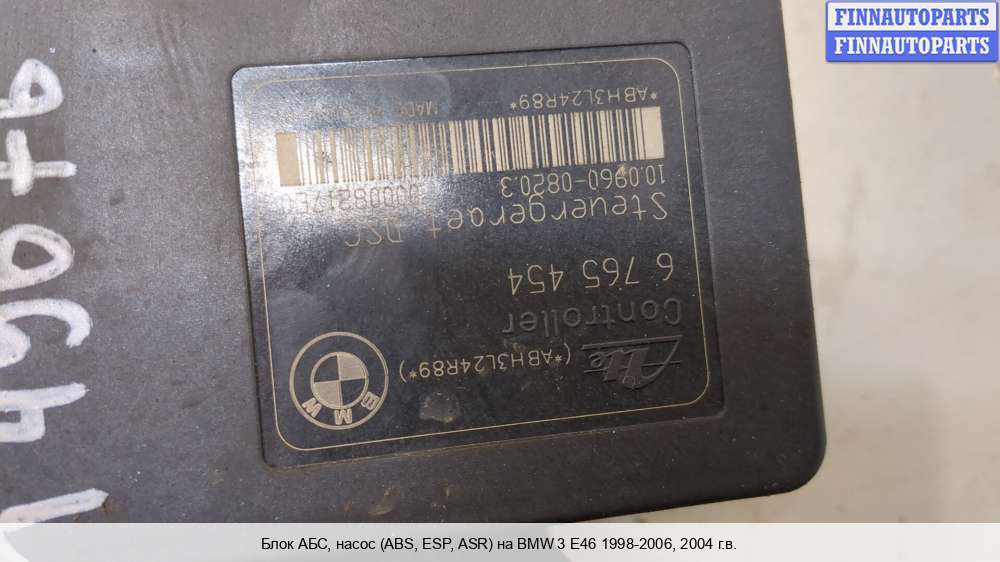 FINNAUTOPARTS
FINNAUTOPARTS
BMW
(*ABH3L24R89*)
Ate
Controller
6 765 454
Steuergeraet DSC
10.0960-0820.3
*ABH3L24R89*
Блок АБС, насос (ABS, ESP, ASR) на BMW 3 E46 1998-2006, 2004 г.в.